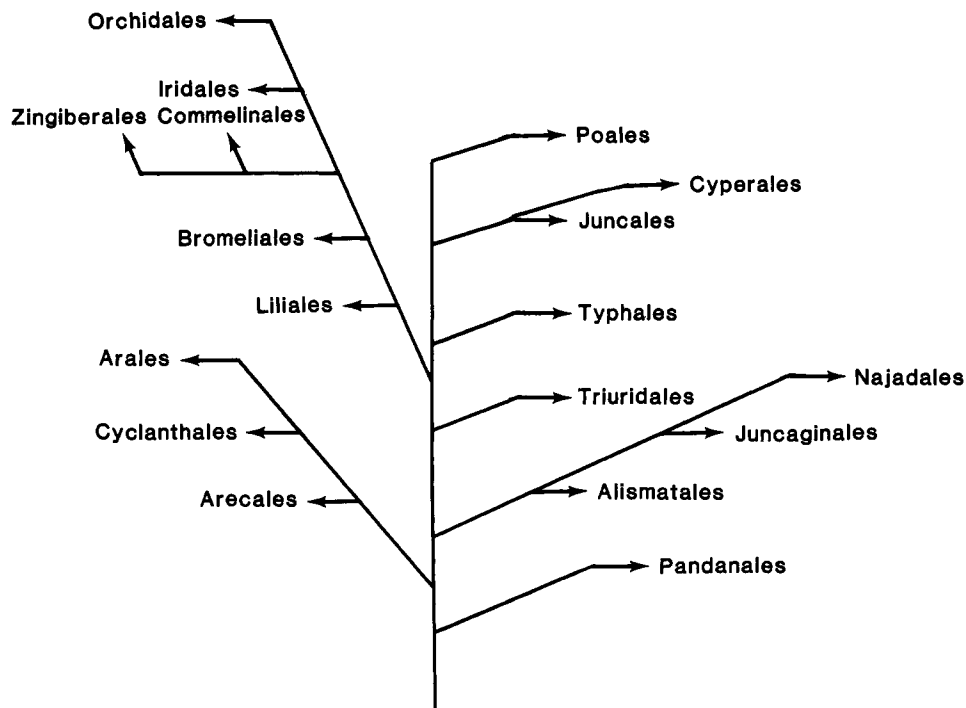 Orchidales
Iridales
Zingiberales Commelinales
Poales
Cyperales
Juncales
Bromeliales
Liliales
Typhales
Arales
Najadales
Triuridales
Cyclanthales
Juncaginales
Arecales
Alismatales
Pandanales